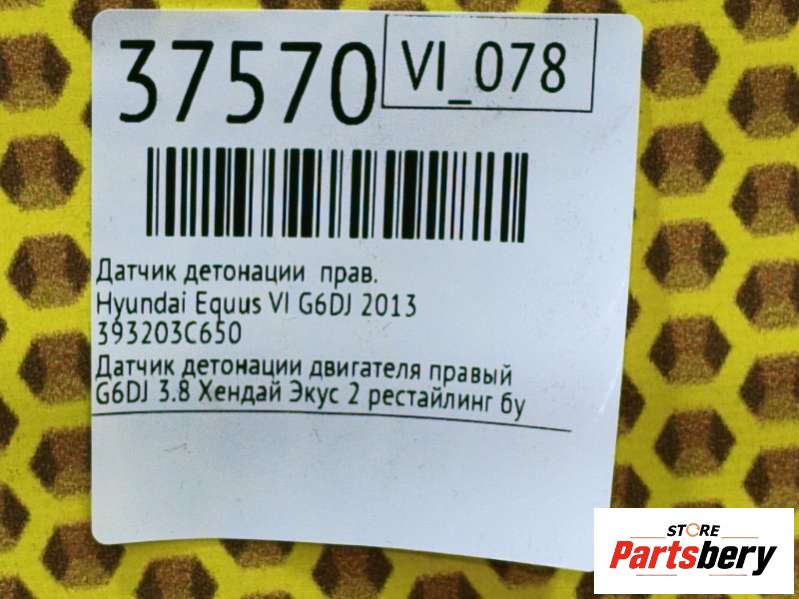 37570
VI_078
Датчик детонации прав.
Hyundai Equus VI G6DJ 2013
393203C650
Датчик детонации двигателя правый
G6DJ 3.8 Хендай Экус 2 рестайлинг бу
STORE
Partsbery